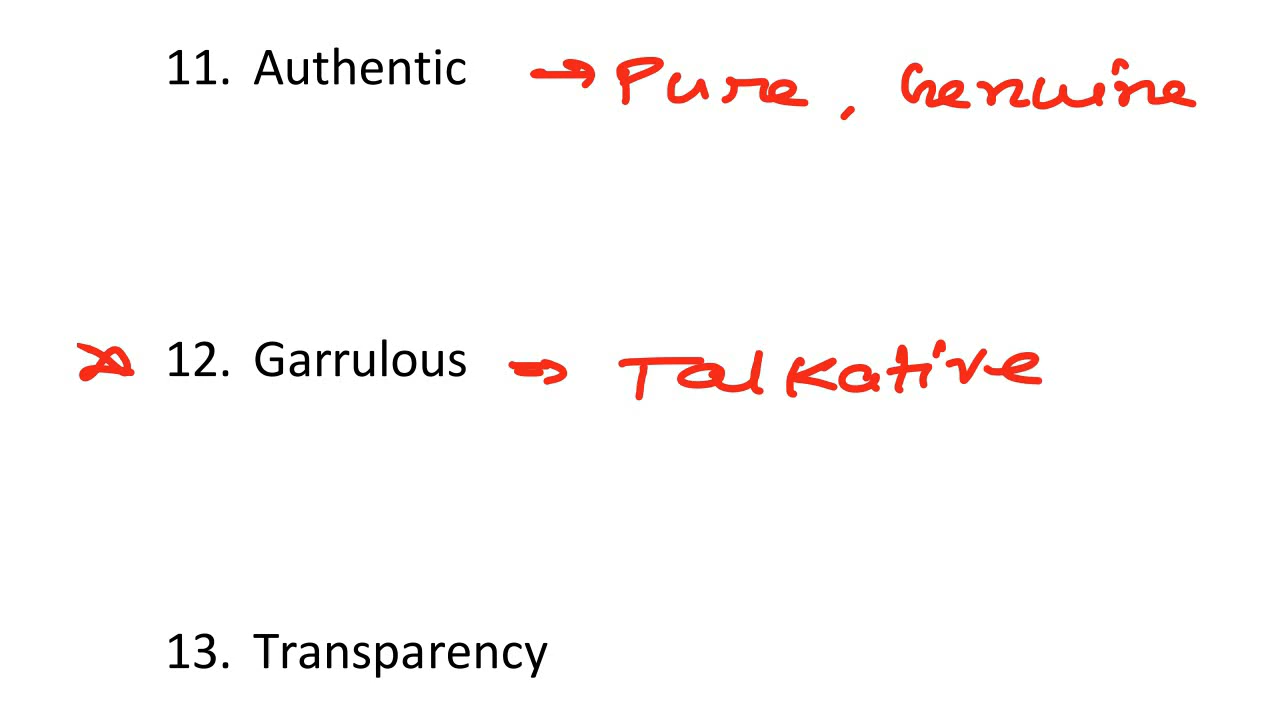 11. Authentic → Pure, Genuine
12. Garrulous → Talkative
13. Transparency